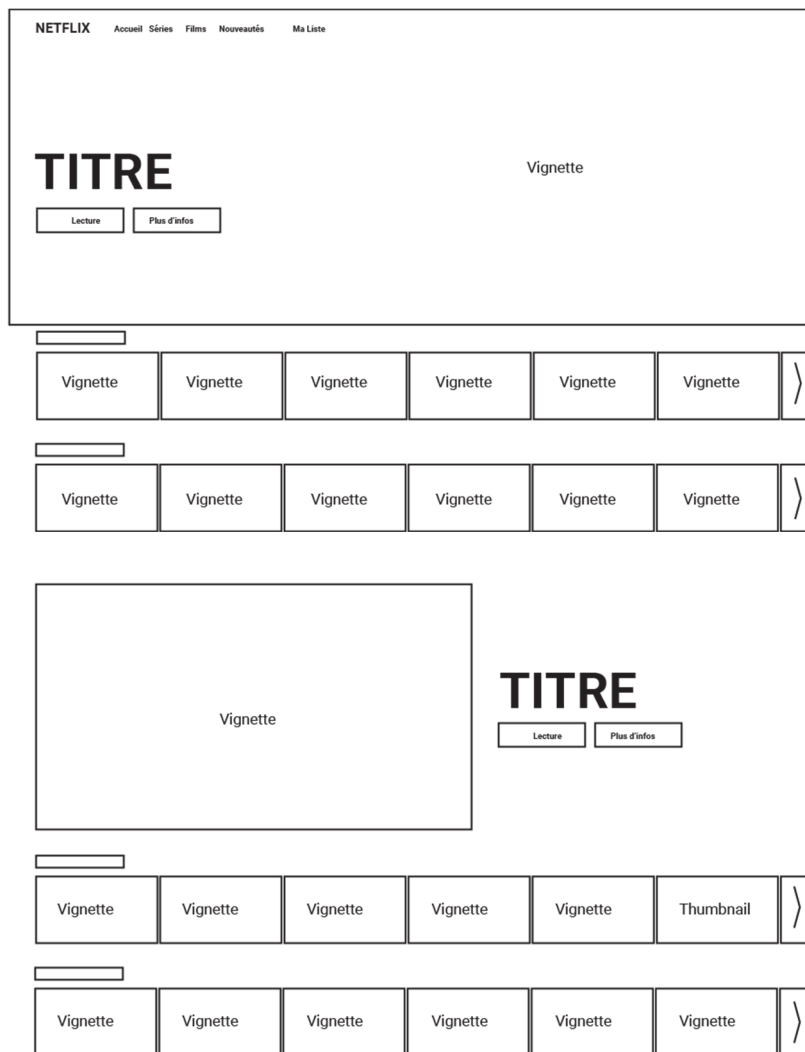 NETFLIX Accueil Séries Films Nouveautés Ma Liste
TITRE
Vignette
Lecture Plus d'infos
Vignette Vignette Vignette Vignette Vignette Vignette
Vignette Vignette Vignette Vignette Vignette Vignette
Vignette
TITRE
Lecture Plus d'infos
Vignette Vignette Vignette Vignette Vignette Thumbnail
Vignette Vignette Vignette Vignette Vignette Vignette